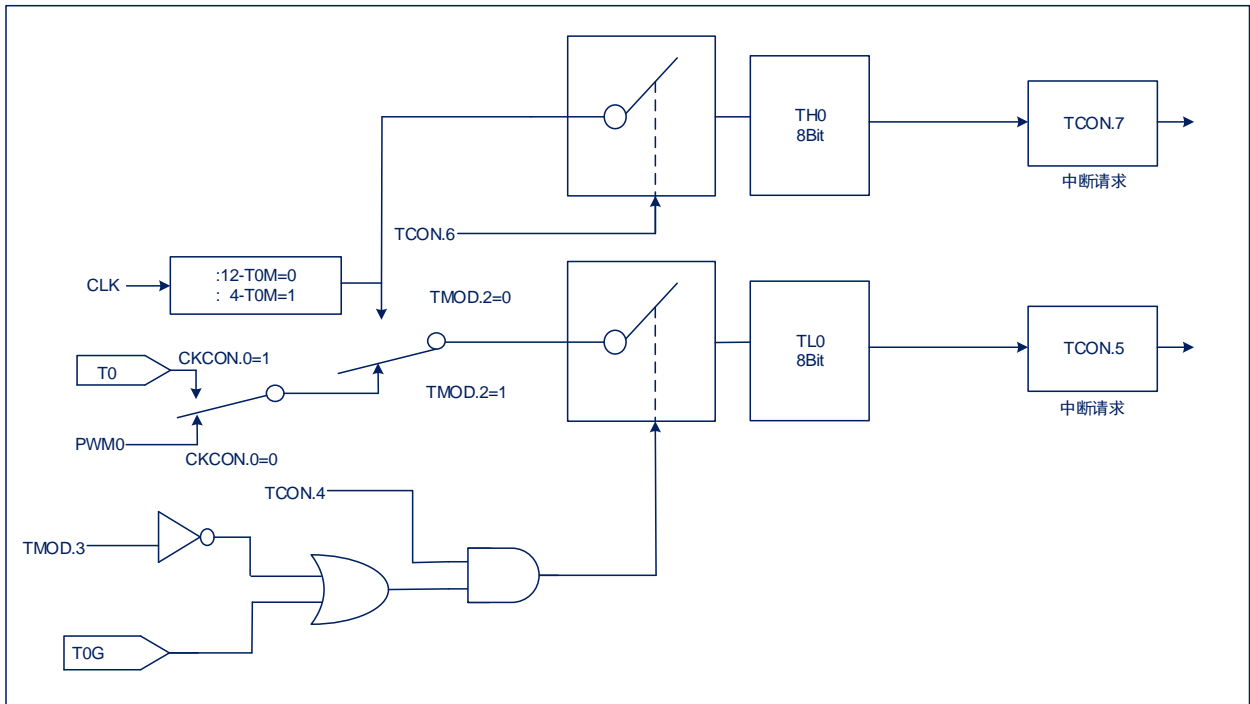 TH0
8Bit
TCON.7
中断请求
TCON.6
CLK
:12-T0M=0
: 4-T0M=1
TMOD.2=0
TL0
8Bit
TCON.5
中断请求
CKCON.0=1
T0
TMOD.2=1
PWM0
CKCON.0=0
TCON.4
TMOD.3
T0G